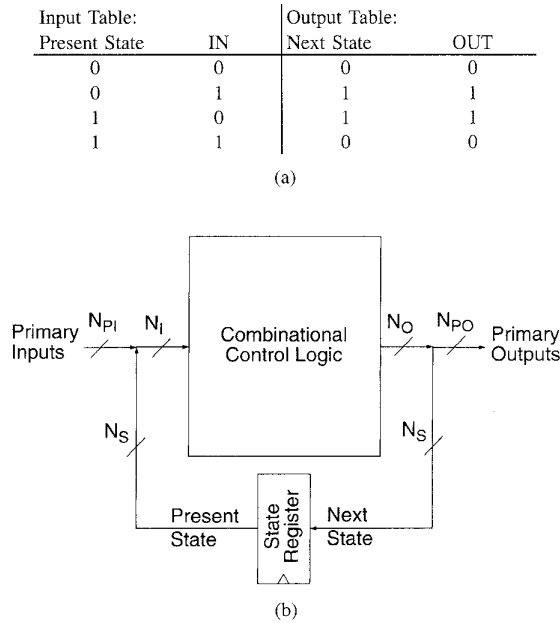 Input Table: Output Table:
Present State IN Next State OUT
0 0 0 0
0 1 1 1
1 0 1 1
1 1 0 0
(a)
Primary Inputs
N_PI
N_I
Combinational Control Logic
N_O
N_PO
Primary Outputs
N_S
N_S
Present State
State Register
Next State
(b)